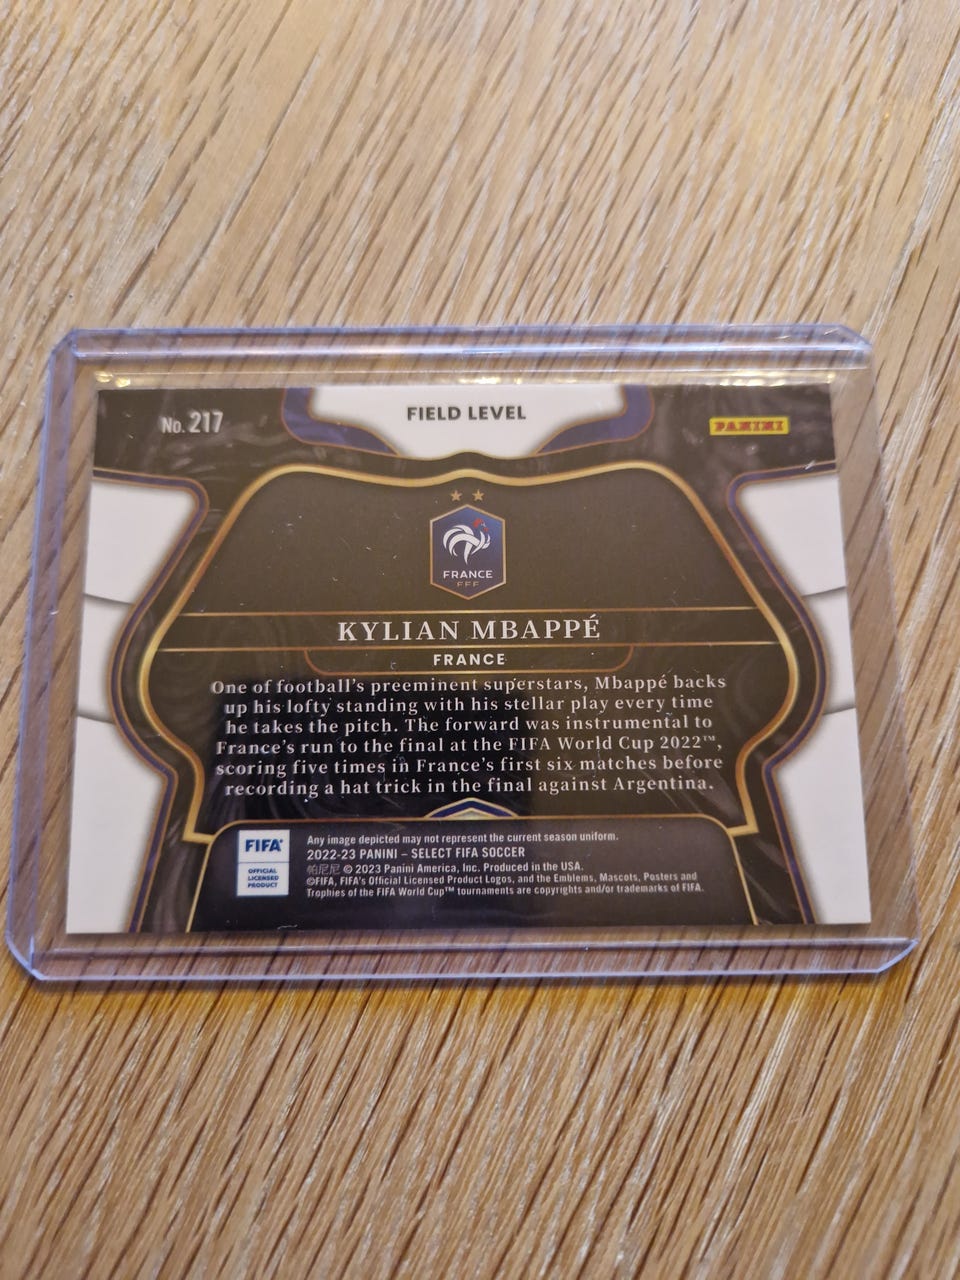 No. 217
FIELD LEVEL
PANINI
FRANCE
FFF
KYLIAN MBAPPÉ
FRANCE
One of football's preeminent superstars, Mbappé backs
up his lofty standing with his stellar play every time
he takes the pitch. The forward was instrumental to
France's run to the final at the FIFA World Cup 2022™,
scoring five times in France's first six matches before
recording a hat trick in the final against Argentina.
FIFA®
OFFICIAL
LICENSED
PRODUCT
Any image depicted may not represent the current season uniform.
2022-23 PANINI – SELECT FIFA SOCCER
帕尼尼 © 2023 Panini America, Inc. Produced in the USA.
©FIFA, FIFA's Official Licensed Product Logos, and the Emblems, Mascots, Posters and
Trophies of the FIFA World Cup™ tournaments are copyrights and/or trademarks of FIFA.